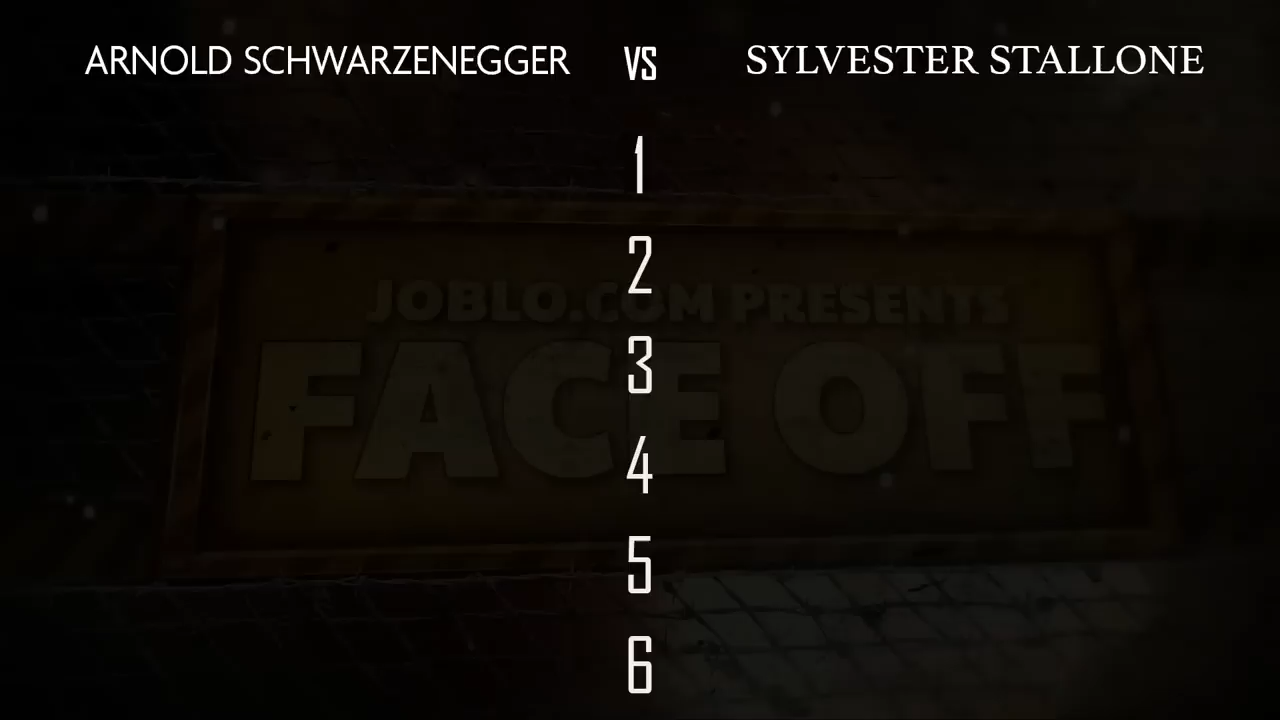 ARNOLD SCHWARZENEGGER VS SYLVESTER STALLONE
1
2
JOBLO.COM PRESENTS
3
FACE OFF
4
5
6